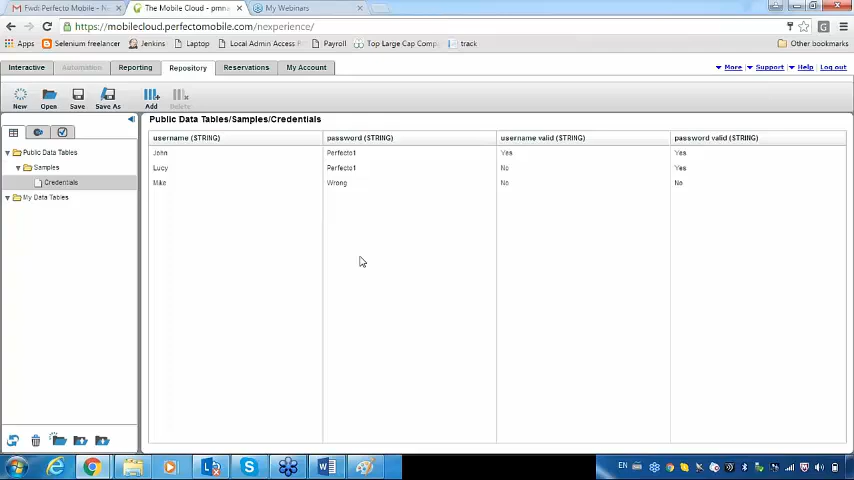 Fwd: Perfecto Mobile – N
The Mobile Cloud - pmna
My Webinars
https://mobilecloud.perfectomobile.com/nexperience/
Apps
Selenium freelancer
Jenkins
Laptop
Local Admin Access
Payroll
Top Large Cap Comp
track
Other bookmarks
Interactive
Automation
Reporting
Repository
Reservations
My Account
More
Support
Help
Log out
New
Open
Save
Save As
Add
Delete
Public Data Tables/Samples/Credentials
username (STRING) password (STRING) username valid (STRING) password valid (STRING)
John Perfecto1 Yes Yes
Lucy Perfecto1 No Yes
Mike Wrong No No
Public Data Tables
Samples
Credentials
My Data Tables
EN